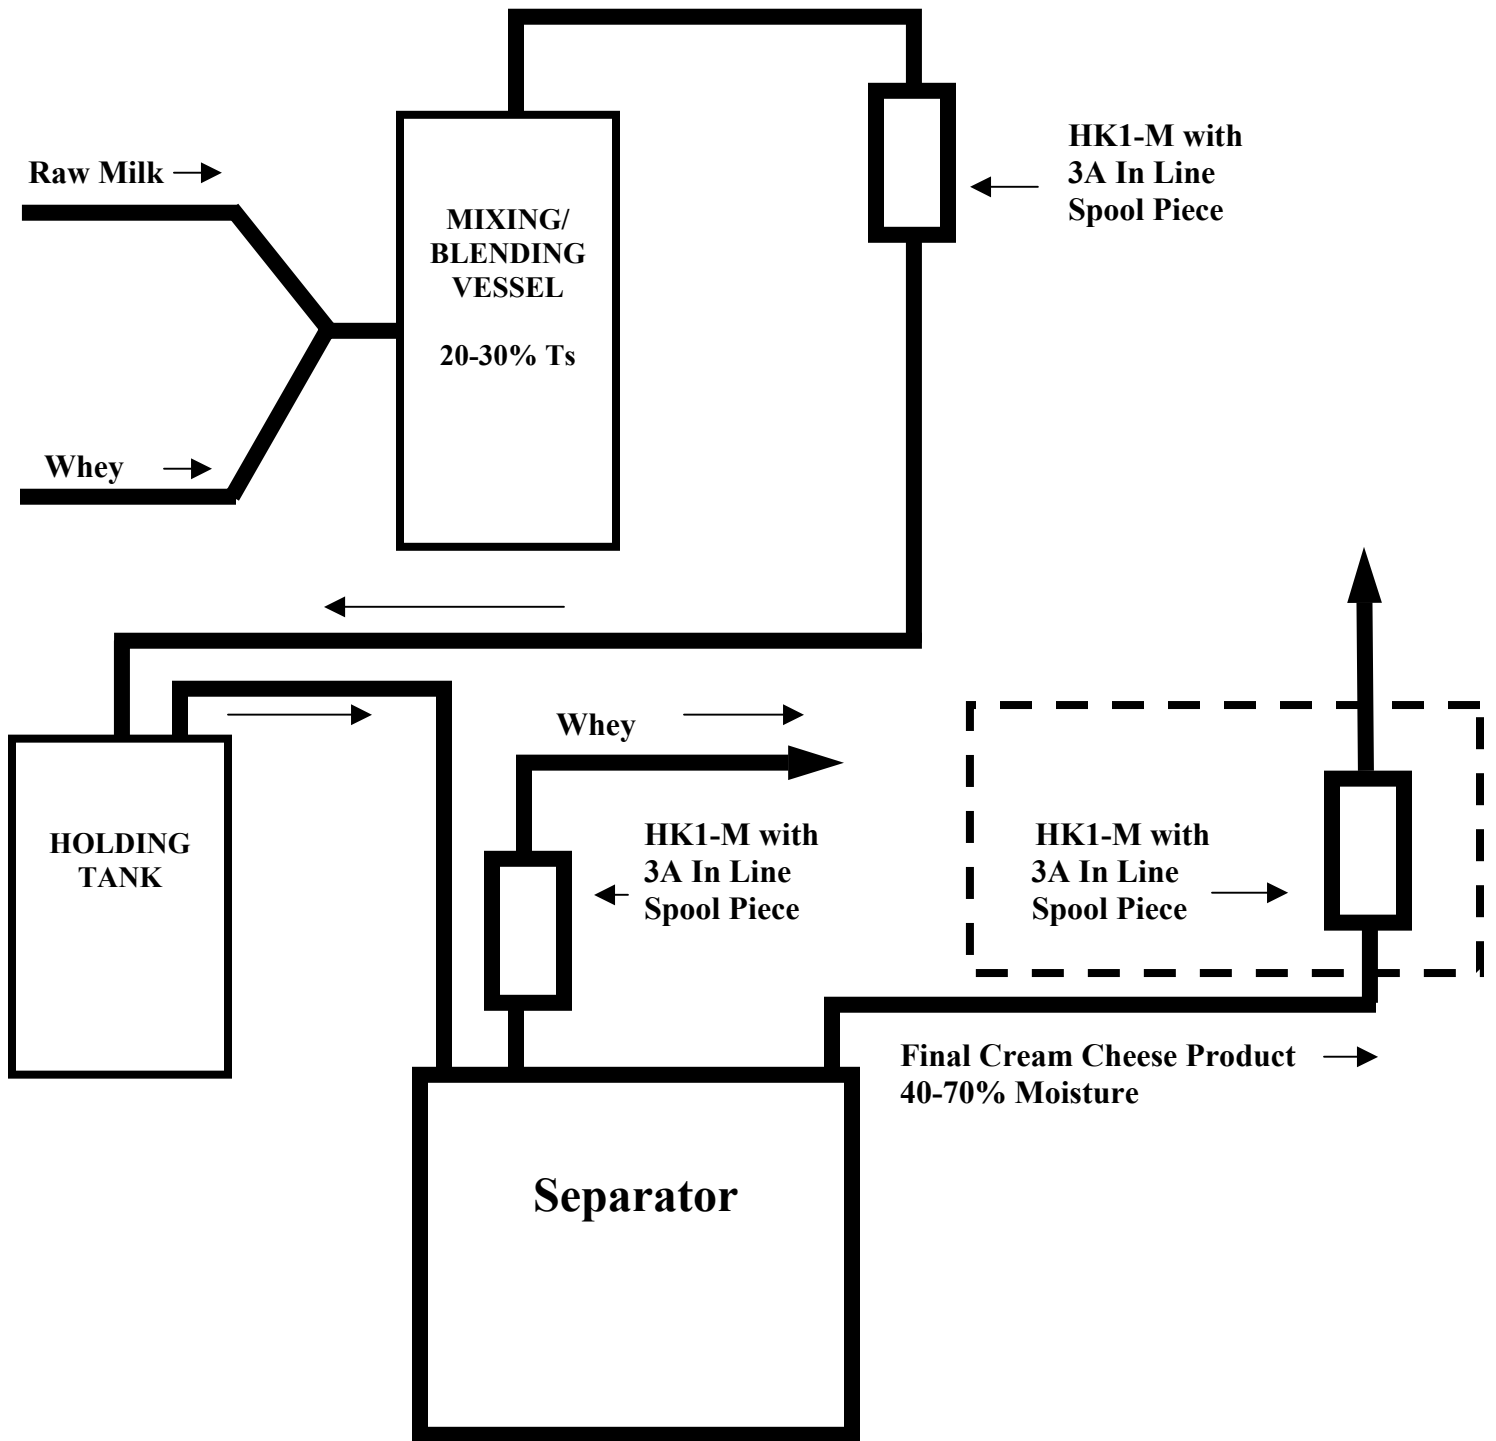 HK1-M with
3A In Line
Spool Piece
Raw Milk
MIXING/
BLENDING
VESSEL
20-30% Ts
Whey
Whey
HOLDING
TANK
HK1-M with
3A In Line
Spool Piece
HK1-M with
3A In Line
Spool Piece
Final Cream Cheese Product
40-70% Moisture
Separator